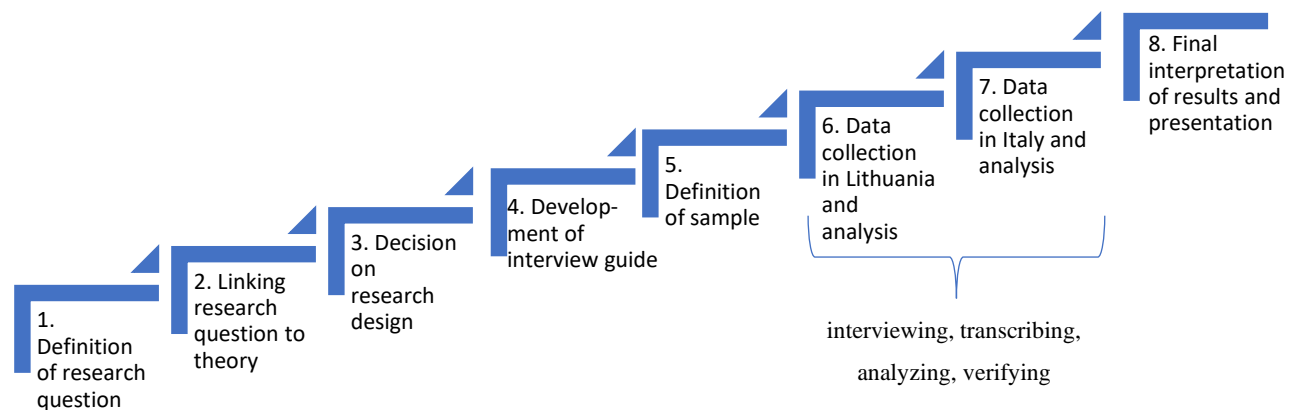 1.
Definition
of research
question
2. Linking
research
question to
theory
3. Decision
on
research
design
4. Develop-
ment of
interview guide
5.
Definition
of sample
6. Data
collection
in Lithuania
and
analysis
7. Data
collection
in Italy and
analysis
8. Final
interpretation
of results and
presentation
interviewing, transcribing,
analyzing, verifying